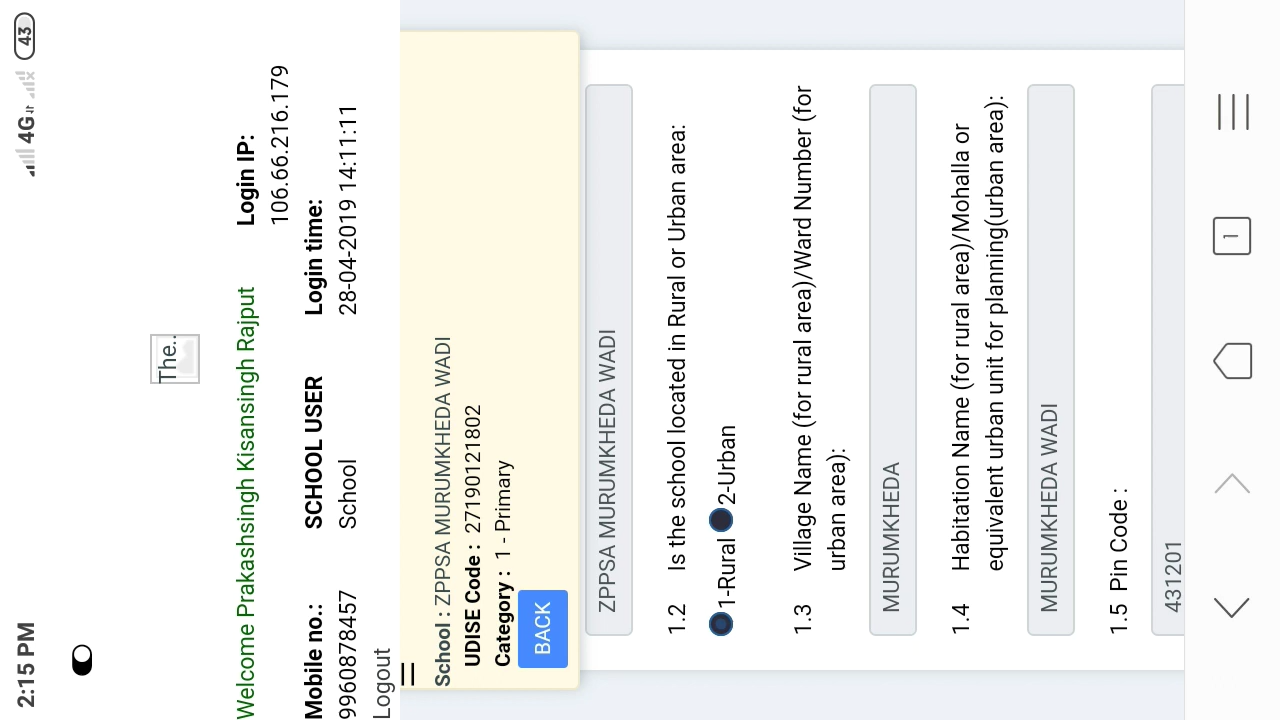 2:15 PM
4G
43
The..
Welcome Prakashsingh Kisansingh Rajput
Login IP:
106.66.216.179
Mobile no.:
9960878457
SCHOOL USER
School
Login time:
28-04-2019 14:11:11
Logout
School : ZPPSA MURUMKHEDA WADI
UDISE Code : 27190121802
Category : 1 - Primary
BACK
ZPPSA MURUMKHEDA WADI
1.2 Is the school located in Rural or Urban area:
1-Rural 2-Urban
1.3 Village Name (for rural area)/Ward Number (for
urban area):
MURUMKHEDA
1.4 Habitation Name (for rural area)/Mohalla or
equivalent urban unit for planning(urban area):
MURUMKHEDA WADI
1.5 Pin Code :
431201
1